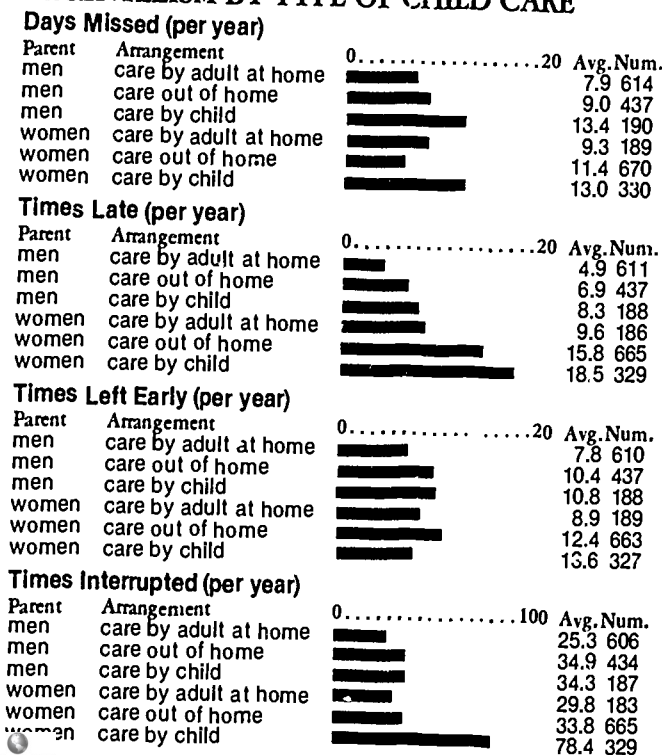 BY TYPE OF CHILD CARE
Days Missed (per year)
Parent Arrangement 0.......................20 Avg.Num.
men care by adult at home 7.9 614
men care out of home 9.0 437
men care by child 13.4 190
women care by adult at home 9.3 189
women care out of home 11.4 670
women care by child 13.0 330
Times Late (per year)
Parent Arrangement 0.......................20 Avg.Num.
men care by adult at home 4.9 611
men care out of home 6.9 437
men care by child 8.3 188
women care by adult at home 9.6 186
women care out of home 15.8 665
women care by child 18.5 329
Times Left Early (per year)
Parent Arrangement 0............. ......20 Avg.Num.
men care by adult at home 7.8 610
men care out of home 10.4 437
men care by child 10.8 188
women care by adult at home 8.9 189
women care out of home 12.4 663
women care by child 13.6 327
Times Interrupted (per year)
Parent Arrangement 0.....................100 Avg.Num.
men care by adult at home 25.3 606
men care out of home 34.9 434
men care by child 34.3 187
women care by adult at home 29.8 183
women care out of home 33.8 665
women care by child 78.4 329